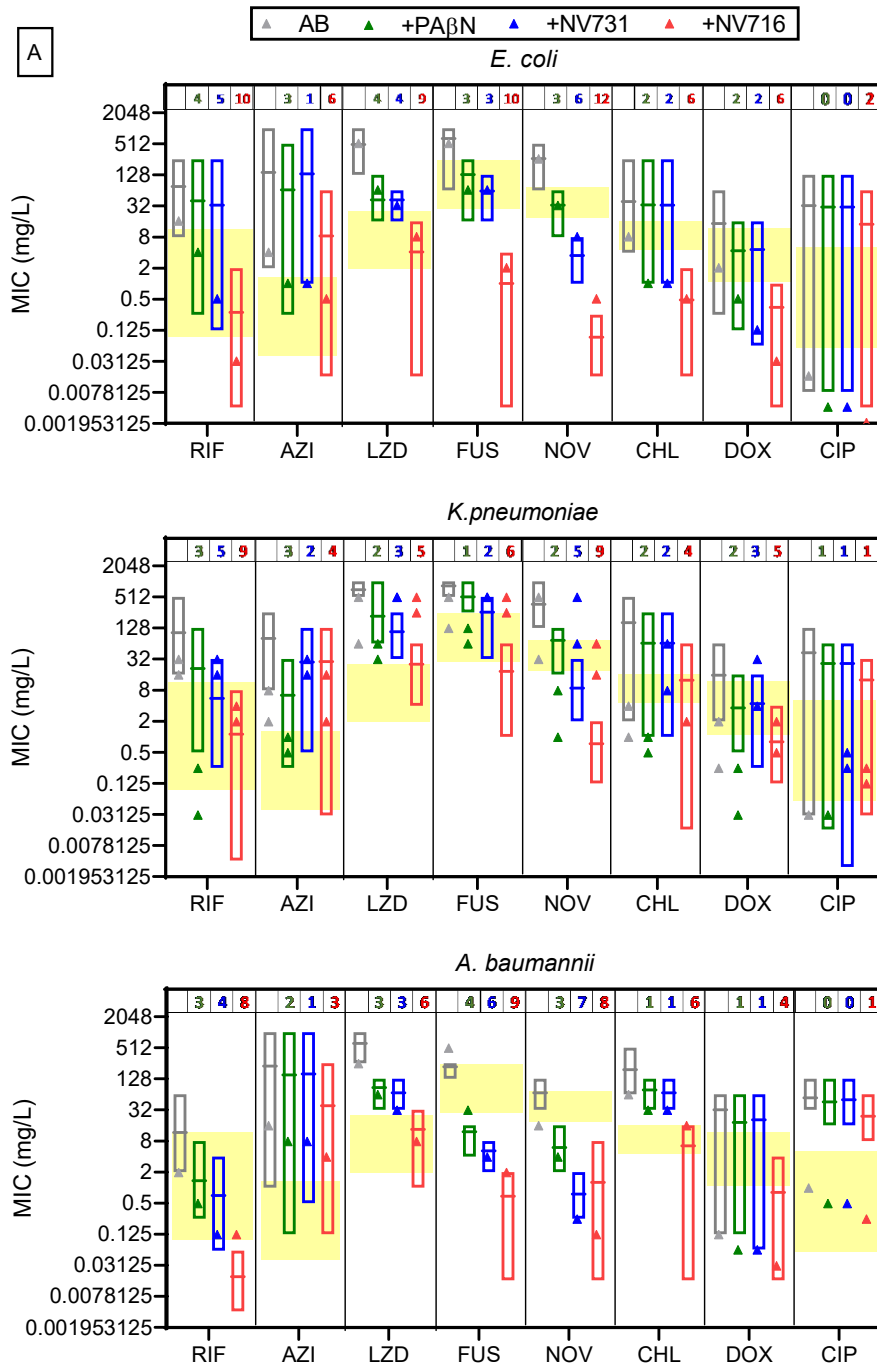 AB +PAβN +NV731 +NV716
A
E. coli
4 5 10 3 1 6 4 4 9 3 3 10 3 6 12 2 2 6 2 2 6 0 0 2
2048
512
128
32
8
2
0.5
0.125
0.03125
0.0078125
0.001953125
MIC (mg/L)
RIF AZI LZD FUS NOV CHL DOX CIP
K.pneumoniae
3 5 9 3 2 4 2 3 5 1 2 6 2 5 9 2 2 4 2 3 5 1 1 1
2048
512
128
32
8
2
0.5
0.125
0.03125
0.0078125
0.001953125
MIC (mg/L)
RIF AZI LZD FUS NOV CHL DOX CIP
A. baumannii
3 4 8 2 1 3 3 3 6 4 6 9 3 7 8 1 1 6 1 1 4 0 0 1
2048
512
128
32
8
2
0.5
0.125
0.03125
0.0078125
0.001953125
MIC (mg/L)
RIF AZI LZD FUS NOV CHL DOX CIP